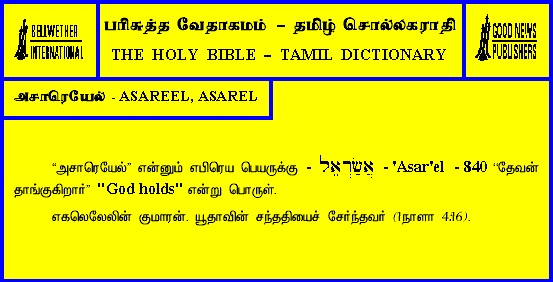 BELLWETHER
INTERNATIONAL
பரிசுத்த வேதாகமம் – தமிழ் சொல்லகராதி
THE HOLY BIBLE – TAMIL DICTIONARY
GOOD NEWS
PUBLISHERS
அசாரெயேல் - ASAREEL, ASAREL
“அசாரெயேல்” என்னும் எபிரெய பெயருக்கு - אֲשַׂרְאֵל - 'Asar'el - 840 “தேவன்
தாங்குகிறார்” "God holds" என்று பொருள்.
எகலெலேலின் குமாரன். யூதாவின் சந்ததியைச் சேர்ந்தவர் (1நாளா 4:16).